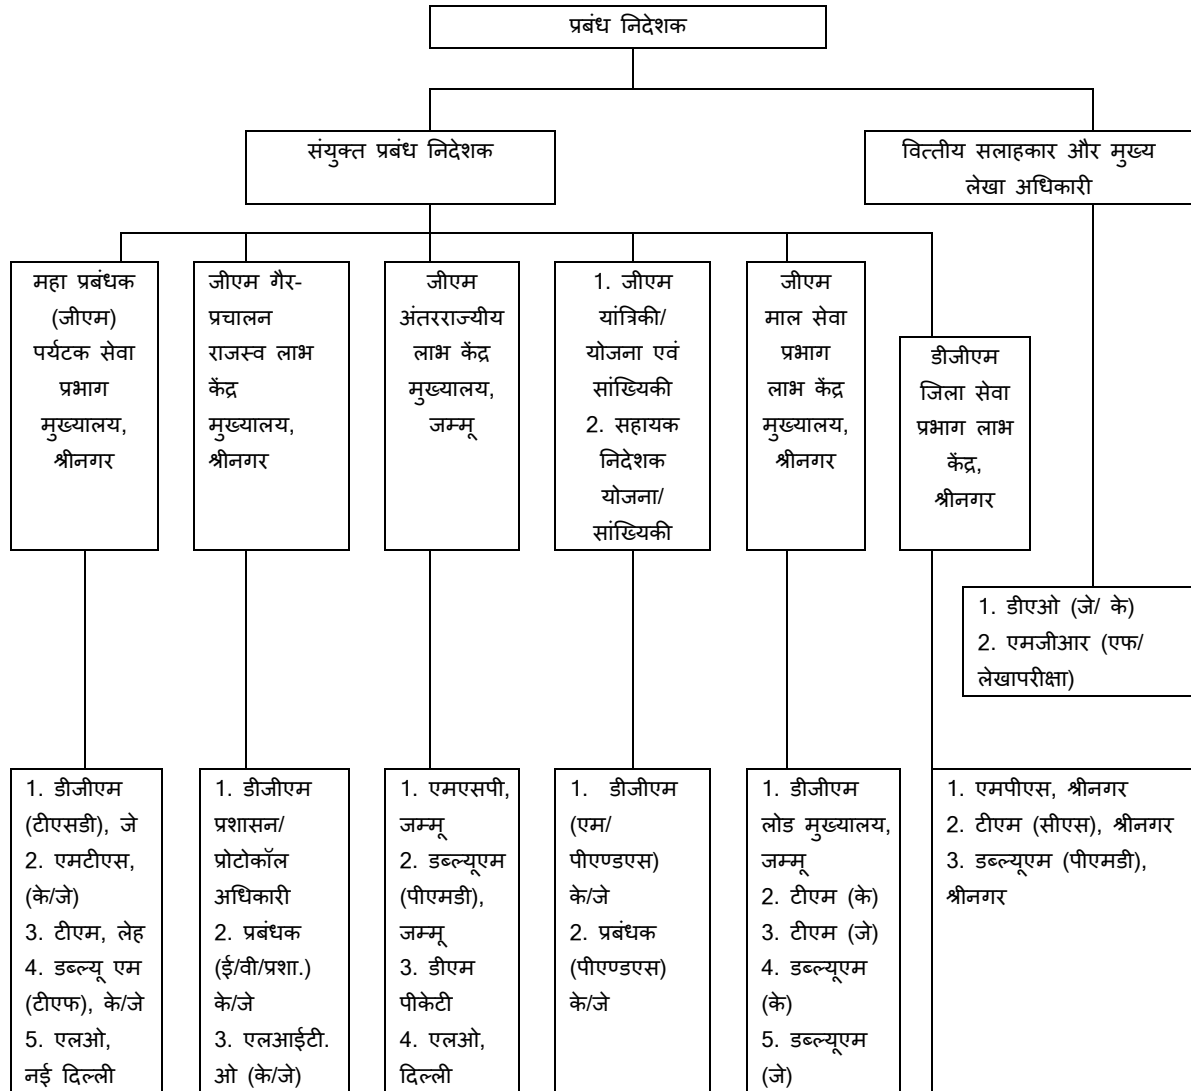 प्रबंध निदेशक
संयुक्त प्रबंध निदेशक
वित्तीय सलाहकार और मुख्य
लेखा अधिकारी
महा प्रबंधक
(जीएम)
पर्यटक सेवा
प्रभाग
मुख्यालय,
श्रीनगर
जीएम गैर-
प्रचालन
राजस्व लाभ
केंद्र
मुख्यालय,
श्रीनगर
जीएम
अंतरराज्यीय
लाभ केंद्र
मुख्यालय,
जम्मू
1. जीएम
यांत्रिकी/
योजना एवं
सांख्यिकी
2. सहायक
निदेशक
योजना/
सांख्यिकी
जीएम
माल सेवा
प्रभाग
लाभ केंद्र
मुख्यालय,
श्रीनगर
डीजीएम
जिला सेवा
प्रभाग लाभ
केंद्र,
श्रीनगर
1. डीएओ (जे/ के)
2. एमजीआर (एफ/
लेखापरीक्षा)
1. डीजीएम
(टीएसडी), जे
2. एमटीएस,
(के/जे)
3. टीएम, लेह
4. डब्ल्यू एम
(टीएफ), के/जे
5. एलओ,
नई दिल्ली
1. डीजीएम
प्रशासन/
प्रोटोकॉल
अधिकारी
2. प्रबंधक
(ई/वी/प्रशा.)
के/जे
3. एलआईटी.
ओ (के/जे)
1. एमएसपी,
जम्मू
2. डब्ल्यूएम
(पीएमडी),
जम्मू
3. डीएम
पीकेटी
4. एलओ,
दिल्ली
1. डीजीएम
(एम/
पीएण्डएस)
के/जे
2. प्रबंधक
(पीएण्डएस)
के/जे
1. डीजीएम
लोड मुख्यालय,
जम्मू
2. टीएम (के)
3. टीएम (जे)
4. डब्ल्यूएम
(के)
5. डब्ल्यूएम
(जे)
1. एमपीएस, श्रीनगर
2. टीएम (सीएस), श्रीनगर
3. डब्ल्यूएम (पीएमडी),
श्रीनगर